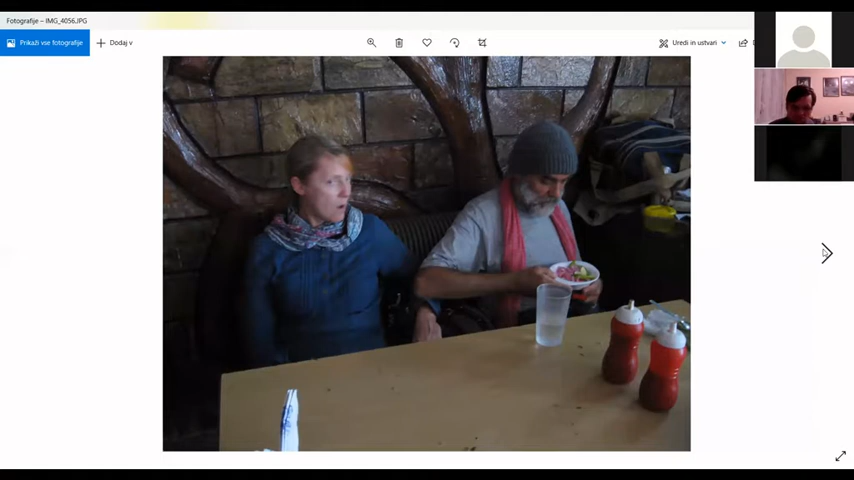 Fotografije – IMG_4056.JPG
Prikaži vse fotografije
Dodaj v
Uredi in ustvari